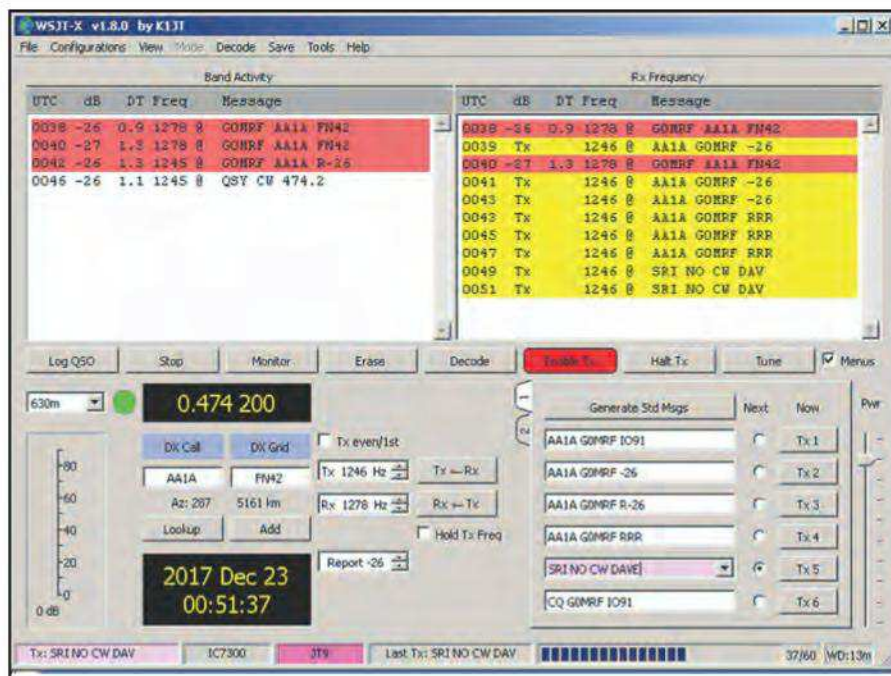 WSJT-X v1.8.0 by K1JT
File Configurations View Mode Decode Save Tools Help
Band Activity
UTC dB DT Freq Message
0038 -26 0.9 1278 @ G0MRF AA1A FN42
0040 -27 1.3 1278 @ G0MRF AA1A FN42
0042 -26 1.3 1245 @ G0MRF AA1A R-26
0046 -26 1.1 1245 @ QSY CW 474.2
Rx Frequency
UTC dB DT Freq Message
0038 -26 0.9 1278 @ G0MRF AA1A FN42
0039 Tx 1246 @ AA1A G0MRF -26
0040 -27 1.3 1278 @ G0MRF AA1A FN42
0041 Tx 1246 @ AA1A G0MRF -26
0043 Tx 1246 @ AA1A G0MRF -26
0043 Tx 1246 @ AA1A G0MRF RRR
0045 Tx 1246 @ AA1A G0MRF RRR
0047 Tx 1246 @ AA1A G0MRF RRR
0049 Tx 1246 @ SRI NO CW DAV
0051 Tx 1246 @ SRI NO CW DAV
Log QSO Stop Monitor Erase Decode Enable Tx Halt Tx Tune Menus
630m 0.474 200
DX Call DX Grid
AA1A FN42
Az: 287 5161 km
Lookup Add
2017 Dec 23
00:51:37
80
60
40
20
0
0 dB
Tx even/1st
Tx 1246 Hz Tx ← Rx
Rx 1278 Hz Rx ← Tx
Hold Tx Freq
Report -26
1
2
Generate Std Msgs Next Now Pwr
AA1A G0MRF IO91 Tx 1
AA1A G0MRF -26 Tx 2
AA1A G0MRF R-26 Tx 3
AA1A G0MRF RRR Tx 4
SRI NO CW DAVE Tx 5
CQ G0MRF IO91 Tx 6
Tx: SRI NO CW DAV IC7300 JT9 Last Tx: SRI NO CW DAV 37/60 WD:13m